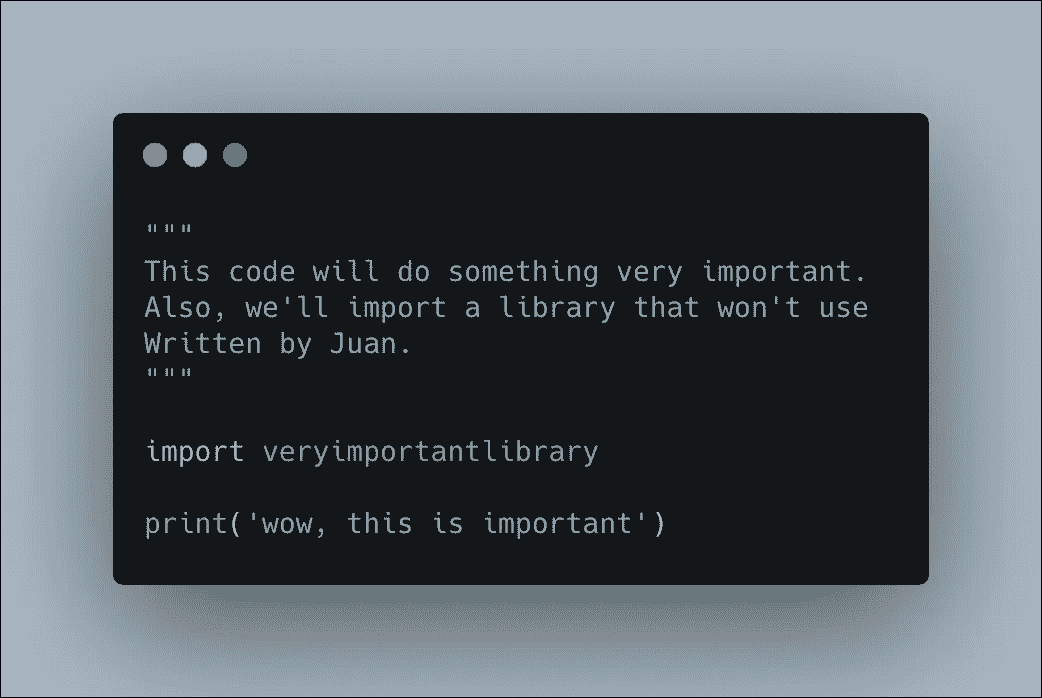 """
This code will do something very important.
Also, we'll import a library that won't use
Written by Juan.
"""
import veryimportantlibrary
print('wow, this is important')